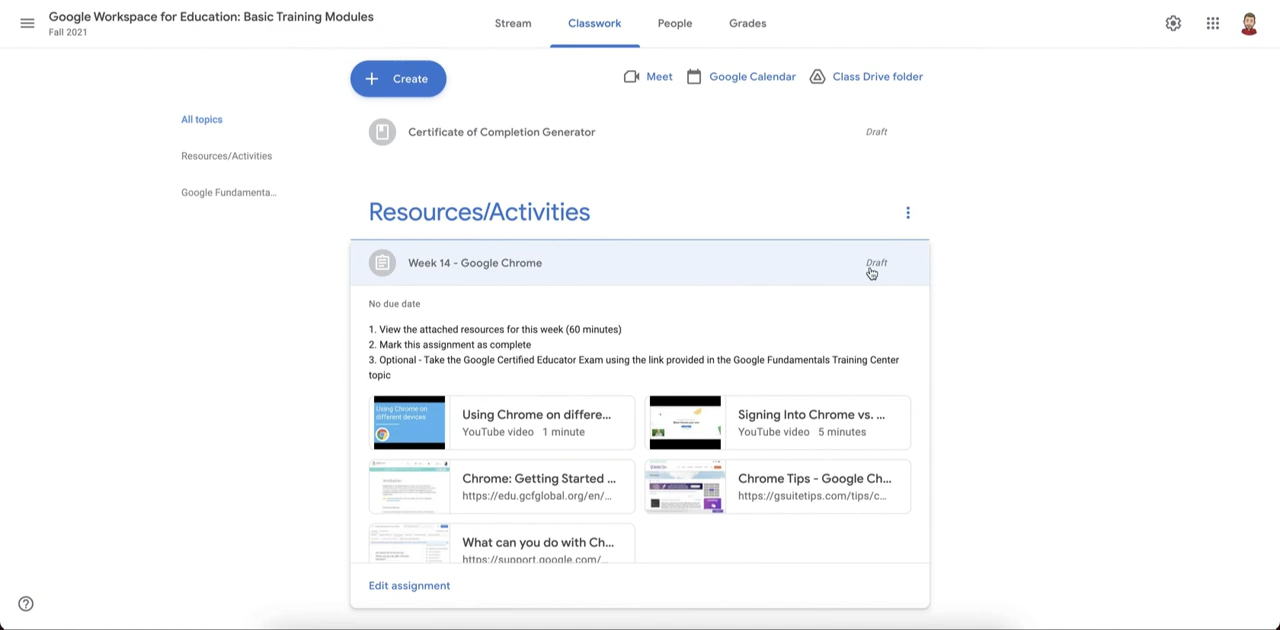 Google Workspace for Education: Basic Training Modules
Fall 2021
Stream
Classwork
People
Grades
Create
Meet
Google Calendar
Class Drive folder
All topics
Resources/Activities
Google Fundamenta...
Certificate of Completion Generator
Draft
Resources/Activities
Week 14 - Google Chrome
Draft
No due date
1. View the attached resources for this week (60 minutes)
2. Mark this assignment as complete
3. Optional - Take the Google Certified Educator Exam using the link provided in the Google Fundamentals Training Center
topic
Using Chrome on different devices
Using Chrome on differe...
YouTube video 1 minute
Signing Into Chrome vs. ...
YouTube video 5 minutes
Chrome: Getting Started ...
https://edu.gcfglobal.org/en/...
Chrome Tips - Google Ch...
https://gsuitetips.com/tips/c...
What can you do with Ch...
https://support.google.com/...
Edit assignment